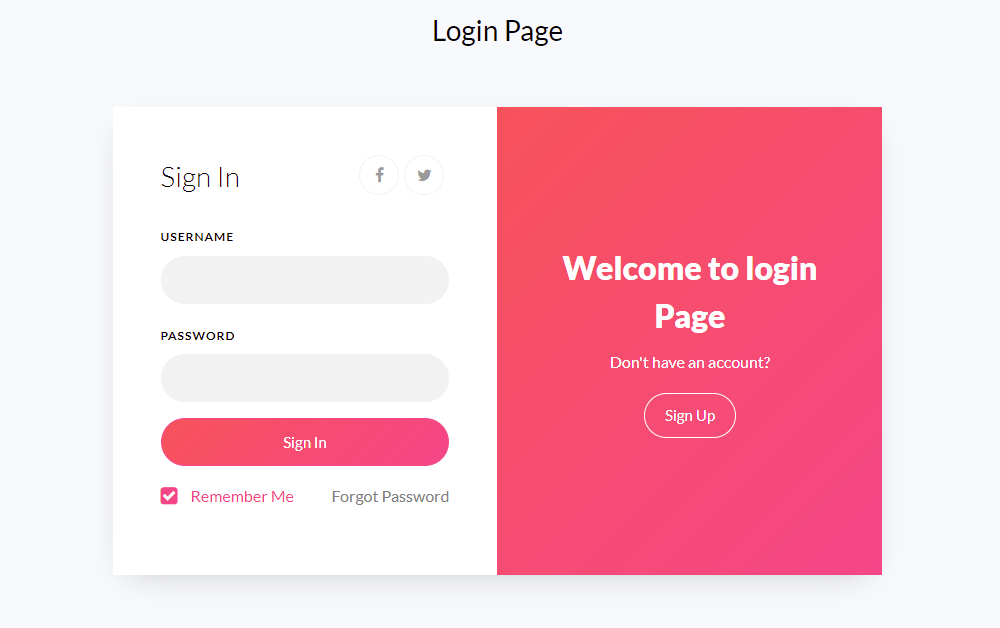 Login Page
Sign In
USERNAME
PASSWORD
Sign In
Remember Me
Forgot Password
Welcome to login
Page
Don't have an account?
Sign Up